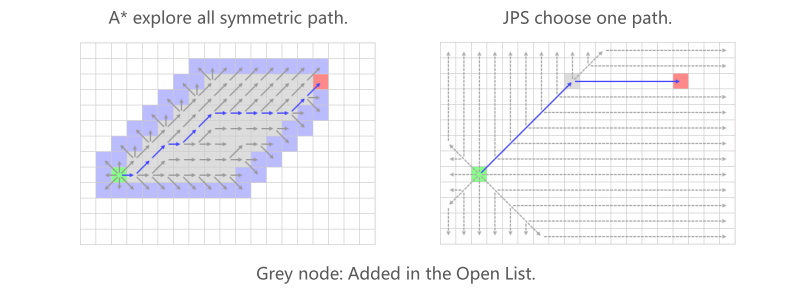 A* explore all symmetric path.
JPS choose one path.
Grey node: Added in the Open List.